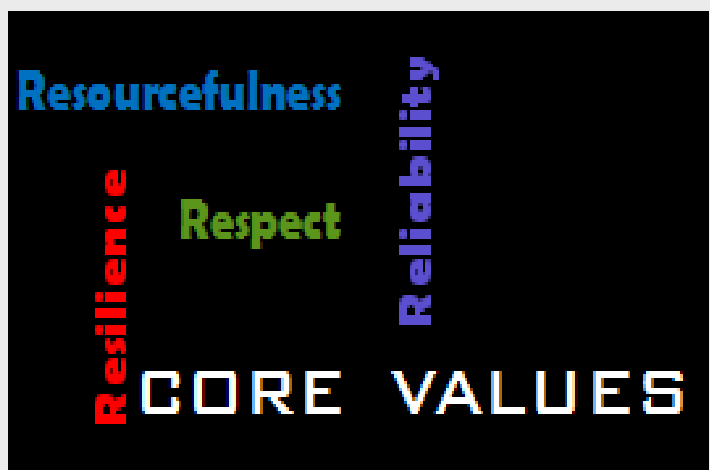 Resourcefulness
Reliability
Resilience
Respect
CORE VALUES